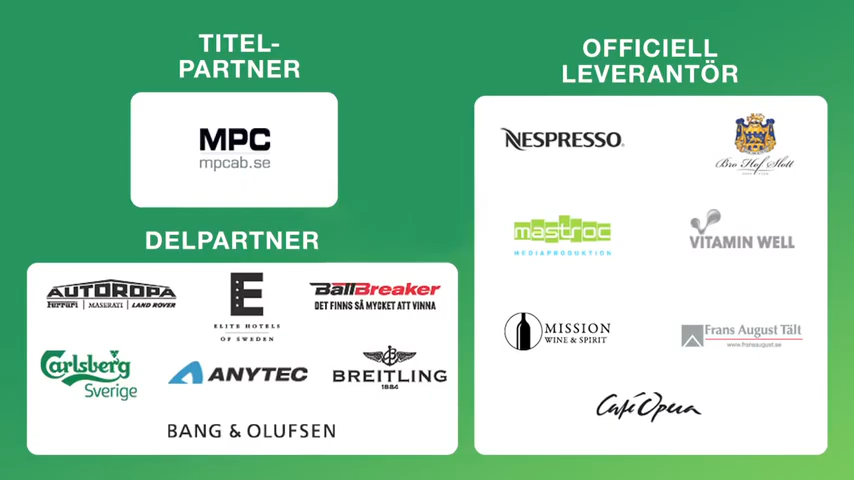 TITEL-
PARTNER
MPC
mpcab.se
DELPARTNER
AUTOROPA
Ferrari | MASERATI | LAND ROVER
E
ELITE HOTELS
OF SWEDEN
BallBreaker
DET FINNS SÅ MYCKET ATT VINNA
Carlsberg
Sverige
ANYTEC
B
BREITLING
1884
BANG & OLUFSEN
OFFICIELL
LEVERANTÖR
NESPRESSO®
Bro Hof Slott
mastroc
MEDIAPRODUKTION
VITAMIN WELL
MISSION
WINE & SPIRIT
Frans August Tält
www.fransaugust.se
Café Opera